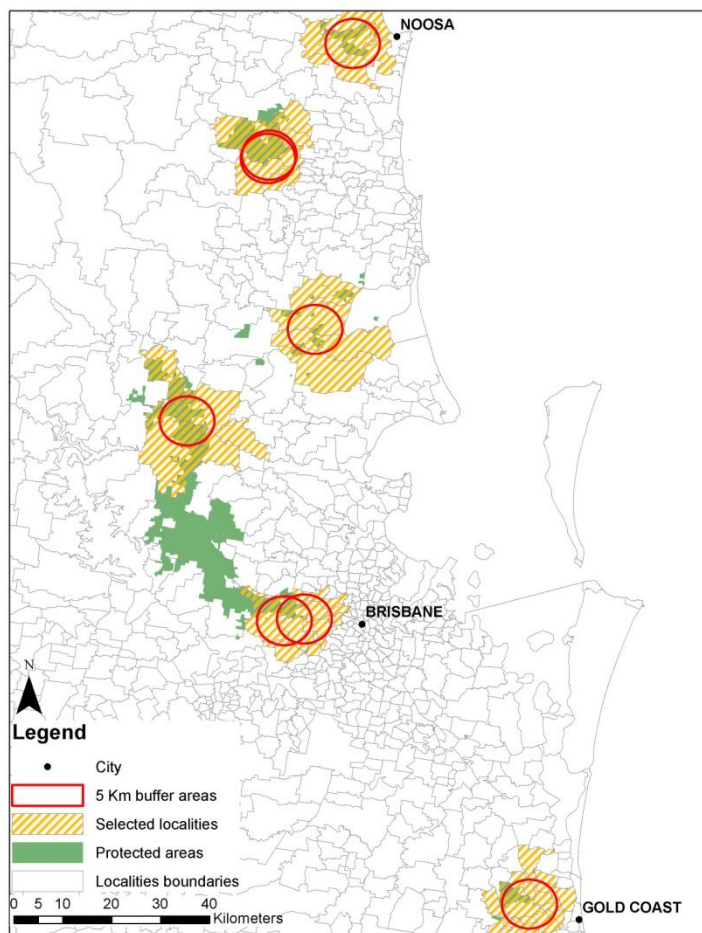 NOOSA
BRISBANE
N
Legend
City
5 Km buffer areas
Selected localities
Protected areas
Localities boundaries
0 5 10 20 30 40
Kilometers
GOLD COAST